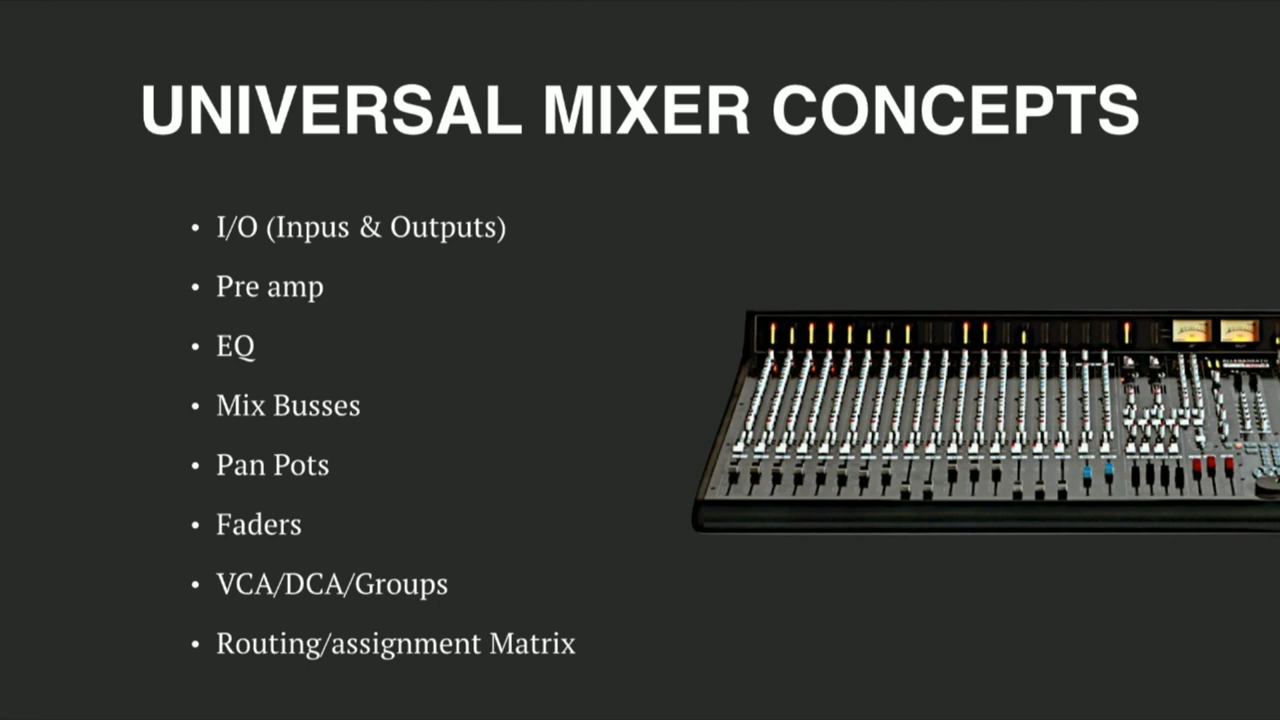 UNIVERSAL MIXER CONCEPTS
• I/O (Inpus & Outputs)
• Pre amp
• EQ
• Mix Busses
• Pan Pots
• Faders
• VCA/DCA/Groups
• Routing/assignment Matrix